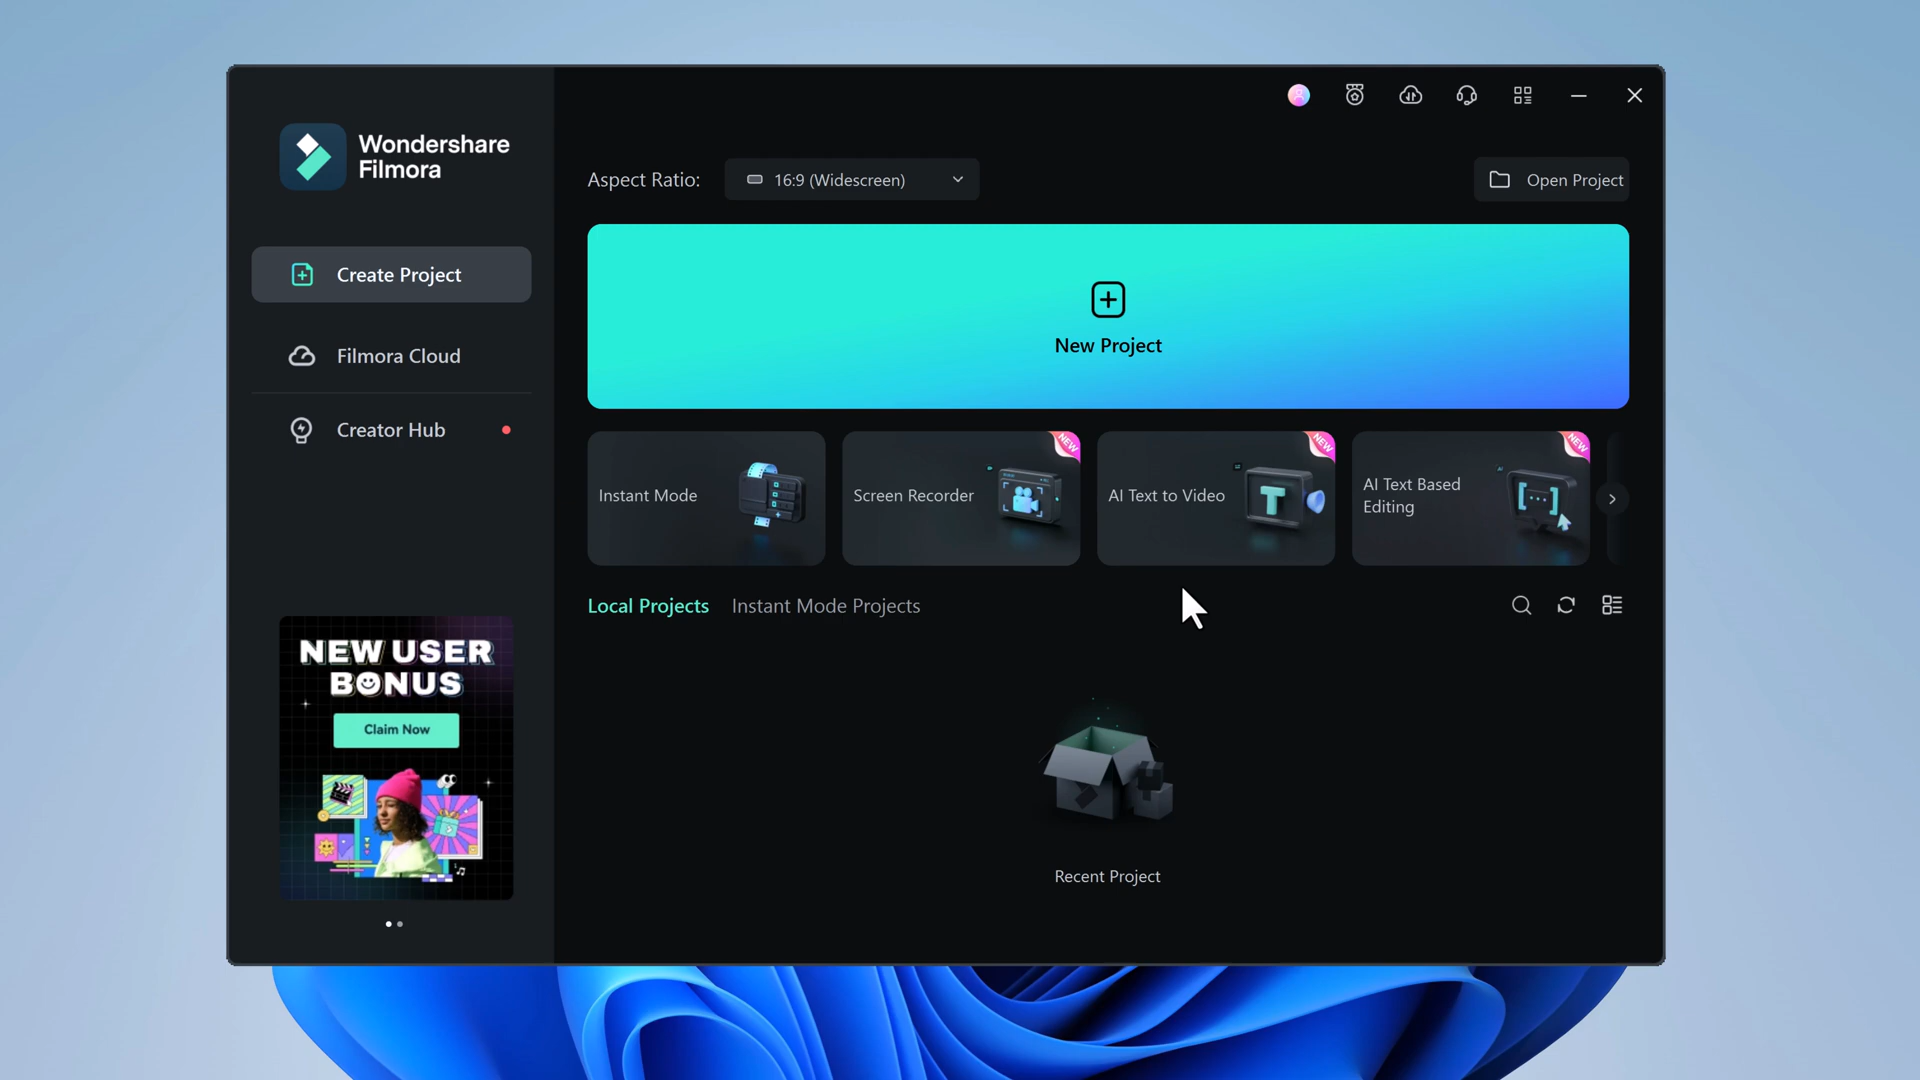 Wondershare
Filmora
Create Project
Filmora Cloud
Creator Hub
NEW USER
BONUS
Claim Now
Aspect Ratio:
16:9 (Widescreen)
Open Project
New Project
Instant Mode
Screen Recorder
NEW
AI Text to Video
NEW
AI Text Based
Editing
NEW
Local Projects
Instant Mode Projects
Recent Project